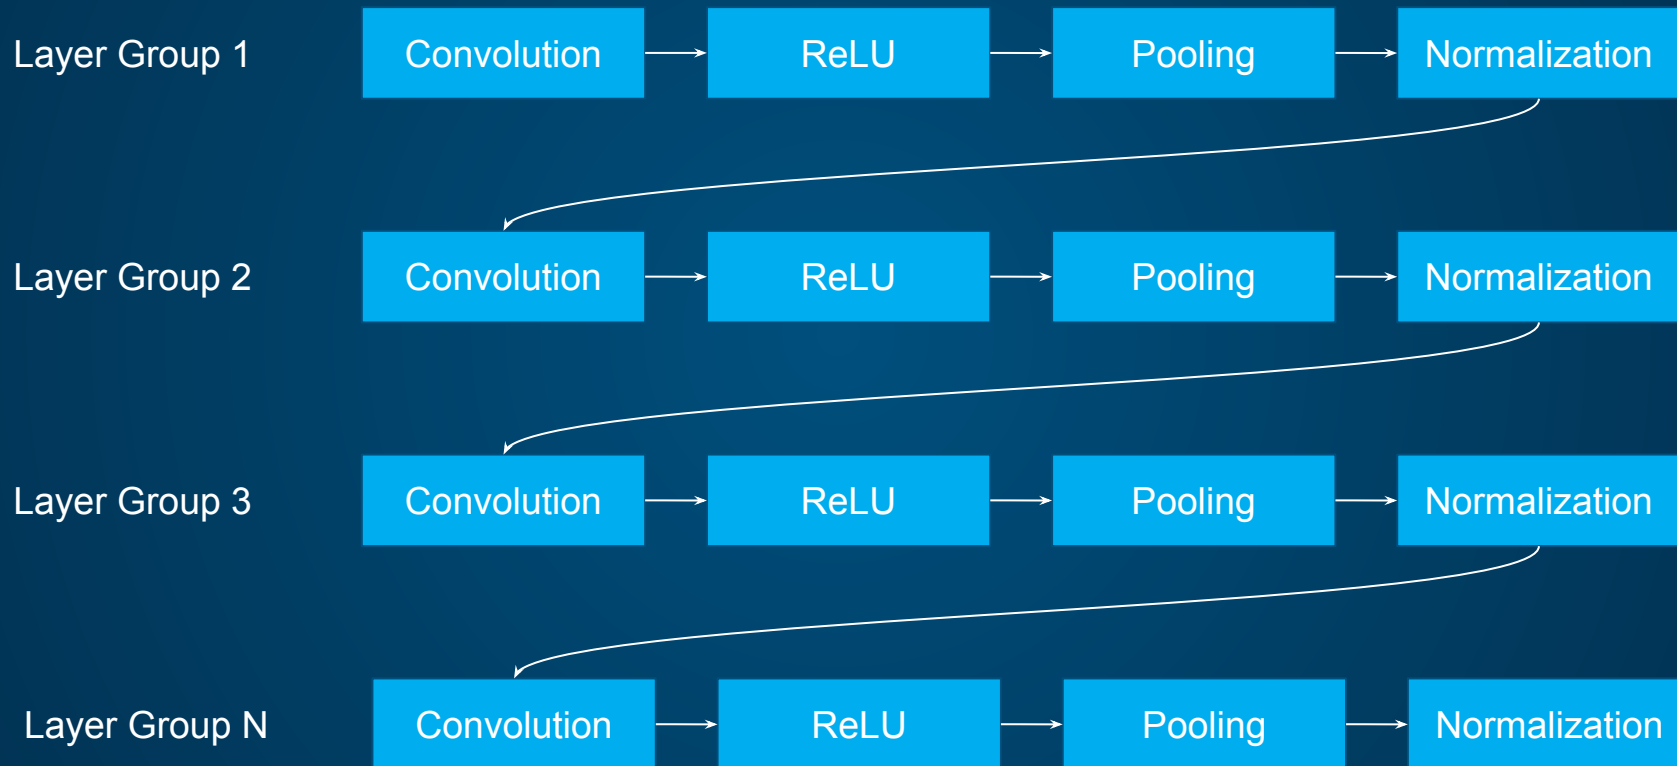 Layer Group 1 Convolution ReLU Pooling Normalization
Layer Group 2 Convolution ReLU Pooling Normalization
Layer Group 3 Convolution ReLU Pooling Normalization
Layer Group N Convolution ReLU Pooling Normalization